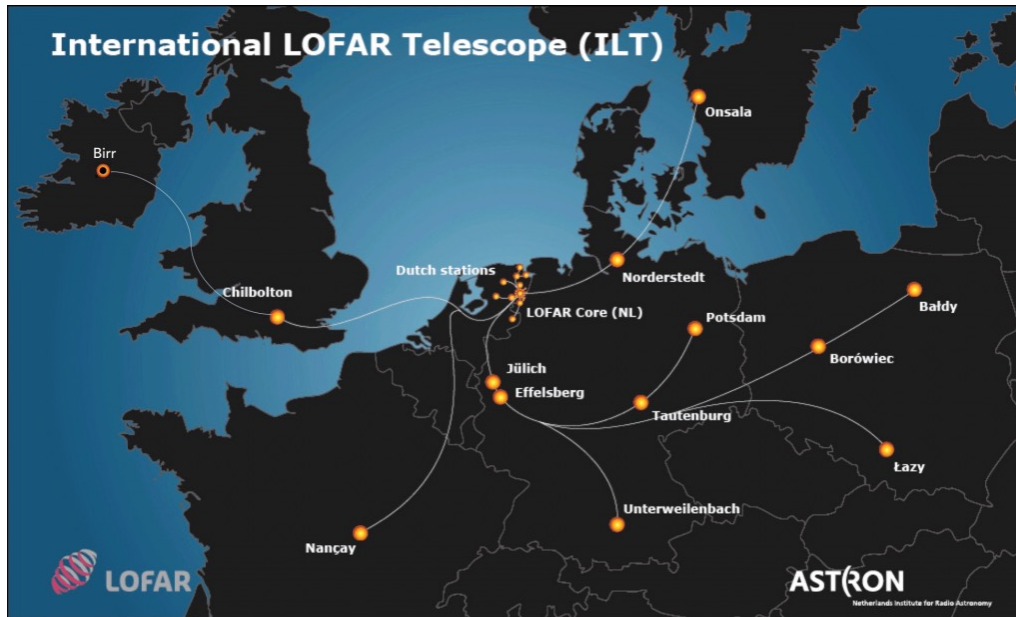 International LOFAR Telescope (ILT)
Onsala
Birr
Dutch stations
Norderstedt
Chilbolton
LOFAR Core (NL)
Potsdam
Bałdy
Borówiec
Jülich
Effelsberg
Tautenburg
Łazy
Unterweilenbach
Nançay
LOFAR
ASTRON
Netherlands Institute for Radio Astronomy